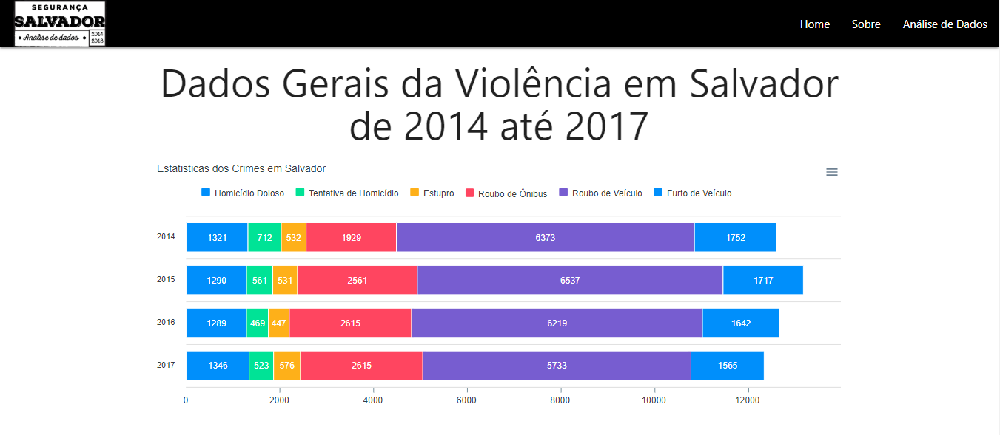 SEGURANÇA
SALVADOR
• Análise de dados •
2014
2018
Home Sobre Análise de Dados
Dados Gerais da Violência em Salvador
de 2014 até 2017
Estatisticas dos Crimes em Salvador
Homicídio Doloso Tentativa de Homicídio Estupro Roubo de Ônibus Roubo de Veículo Furto de Veículo
2014 1321 712 532 1929 6373 1752
2015 1290 561 531 2561 6537 1717
2016 1289 469 447 2615 6219 1642
2017 1346 523 576 2615 5733 1565
0 2000 4000 6000 8000 10000 12000